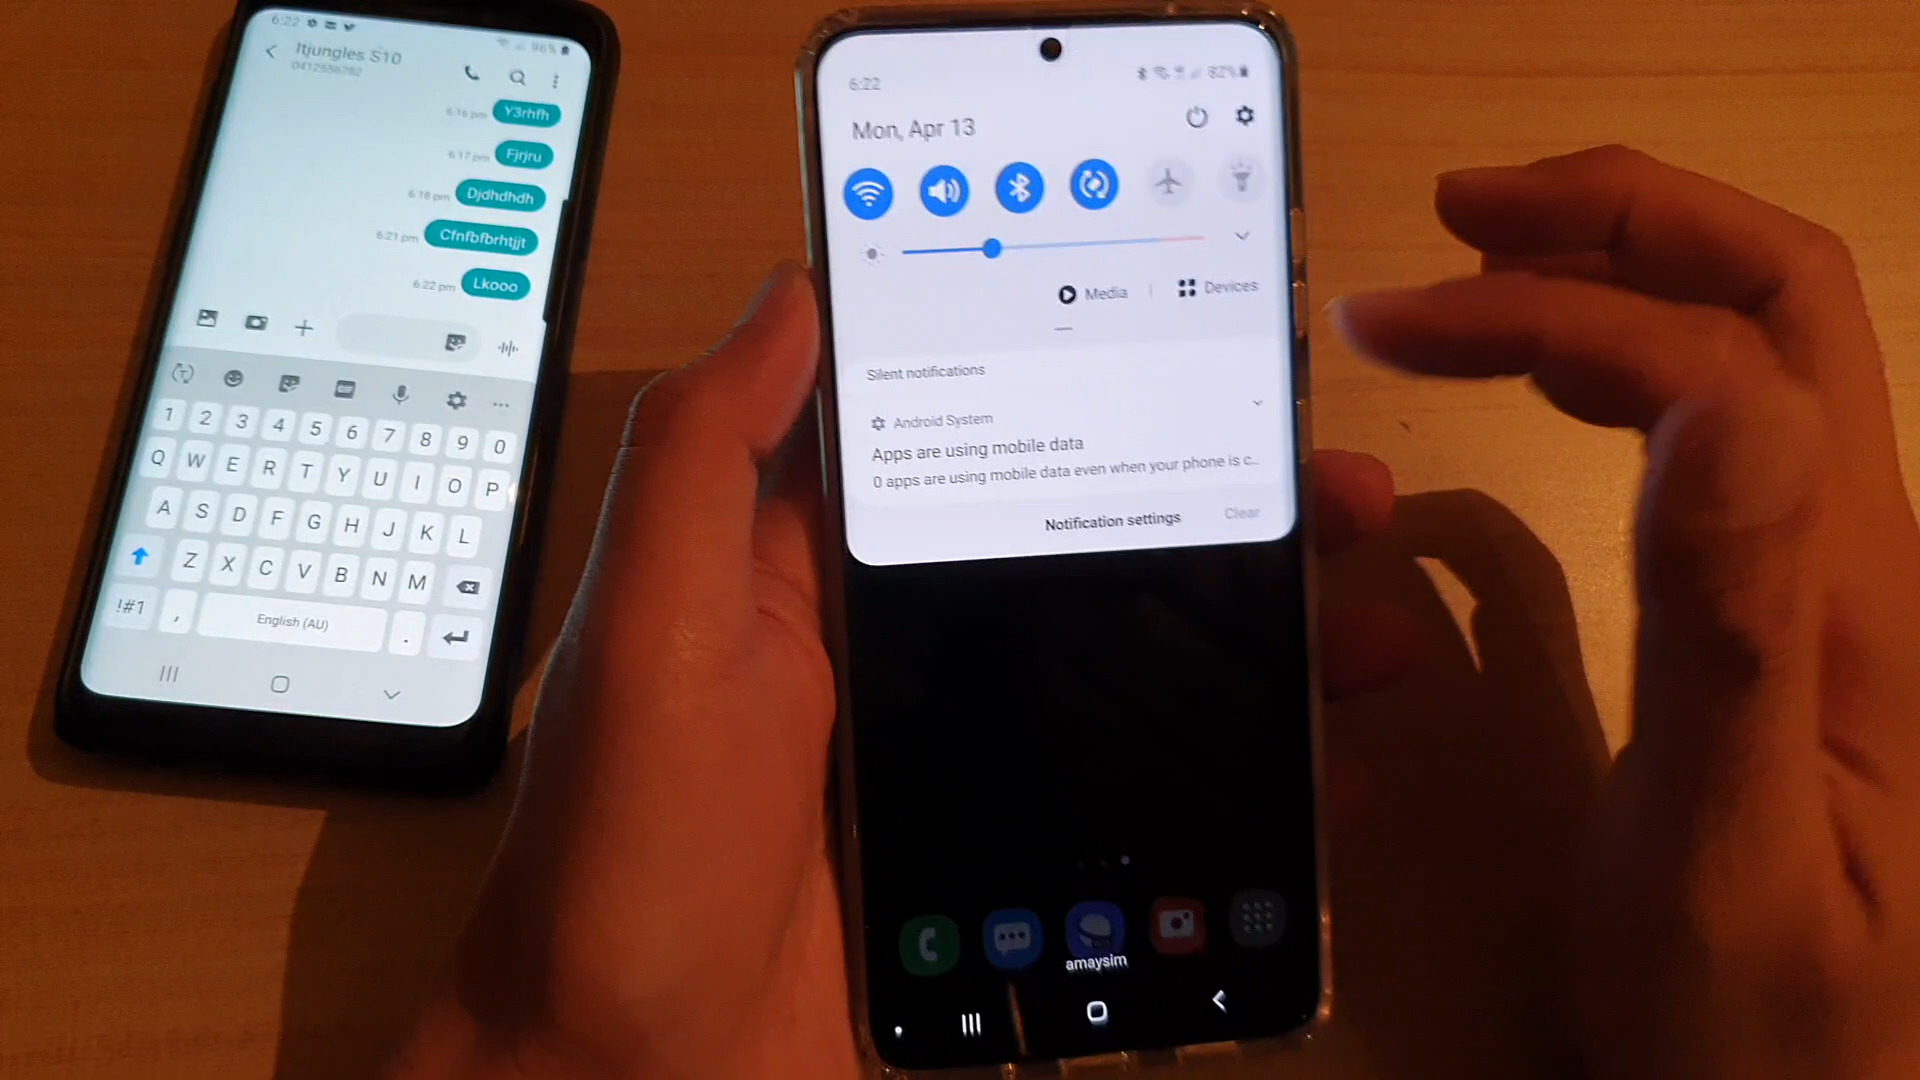 6:22
96%
Itjungles S10
6:16 pm Y3rhfh
6:17 pm Fjrjru
6:18 pm Djdhdhdh
6:21 pm Cfnfbfbrhtjjt
6:22 pm Lkooo
GIF
1 2 3 4 5 6 7 8 9 0
Q W E R T Y U I O P
A S D F G H J K L
Z X C V B N M
!#1 , English (AU) .
6:22
82%
Mon, Apr 13
Media | Devices
Silent notifications
Android System
Apps are using mobile data
0 apps are using mobile data even when your phone is c...
Notification settings Clear
amaysim